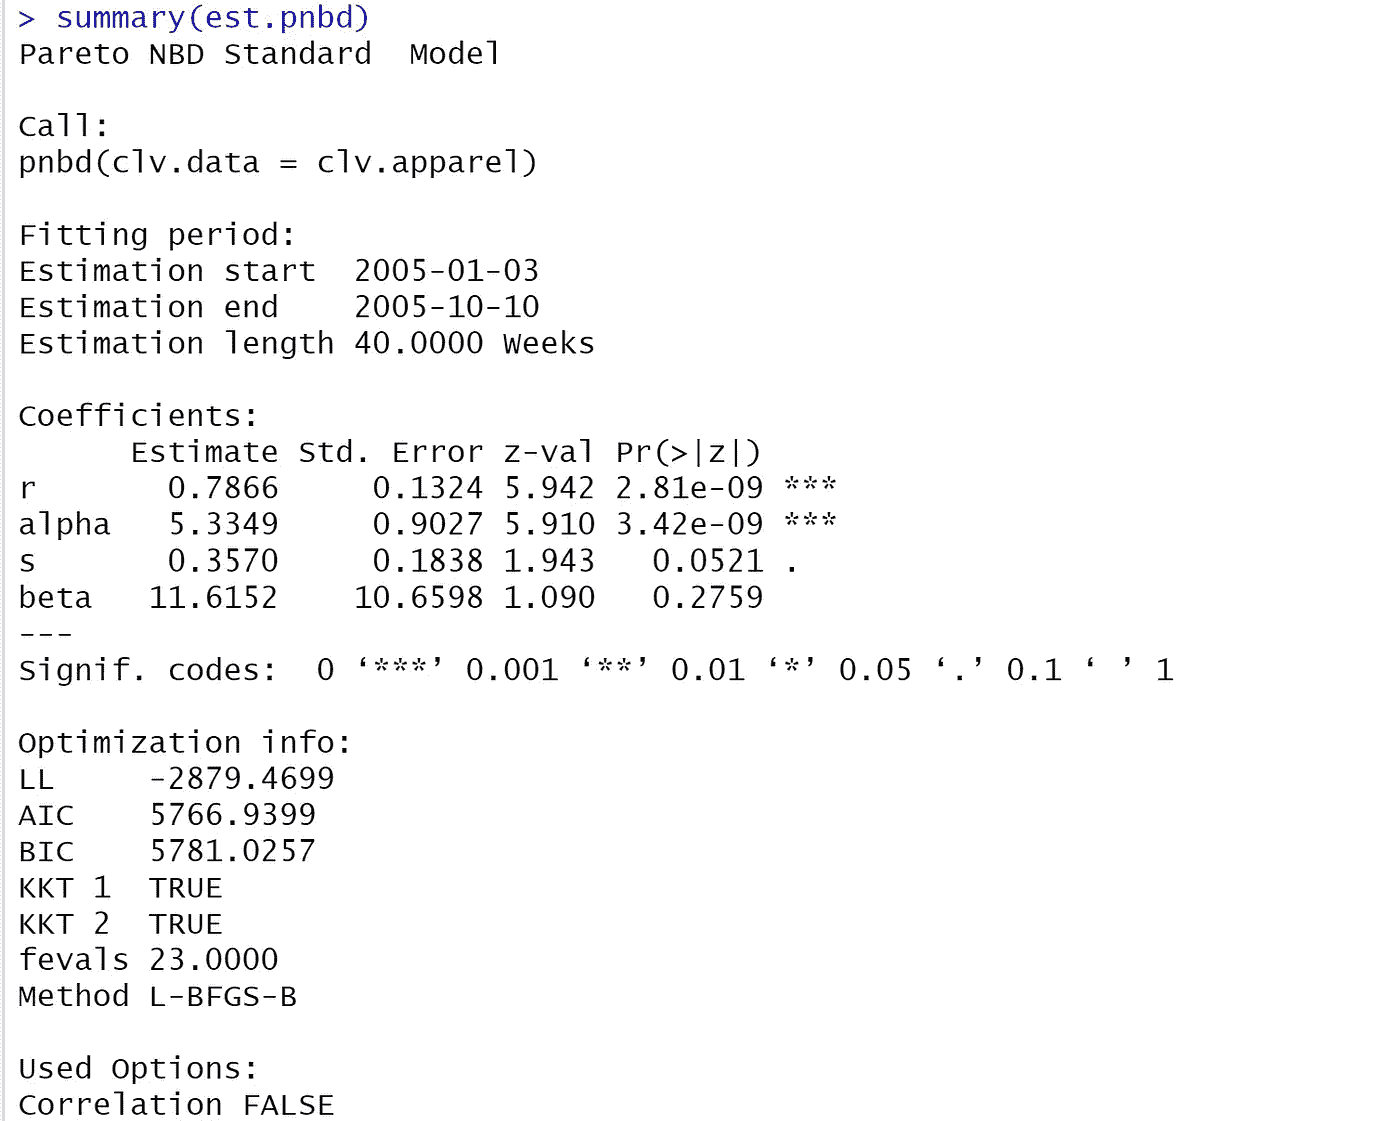 > summary(est.pnbd)
Pareto NBD Standard  Model

Call:
pnbd(clv.data = clv.apparel)

Fitting period:
Estimation start  2005-01-03
Estimation end    2005-10-10
Estimation length 40.0000 Weeks

Coefficients:
      Estimate Std. Error z-val Pr(>|z|)
r       0.7866     0.1324 5.942 2.81e-09 ***
alpha   5.3349     0.9027 5.910 3.42e-09 ***
s       0.3570     0.1838 1.943   0.0521 .
beta   11.6152    10.6598 1.090   0.2759
---
Signif. codes:  0 ‘***’ 0.001 ‘**’ 0.01 ‘*’ 0.05 ‘.’ 0.1 ‘ ’ 1

Optimization info:
LL     -2879.4699
AIC    5766.9399
BIC    5781.0257
KKT 1  TRUE
KKT 2  TRUE
fevals 23.0000
Method L-BFGS-B

Used Options:
Correlation FALSE